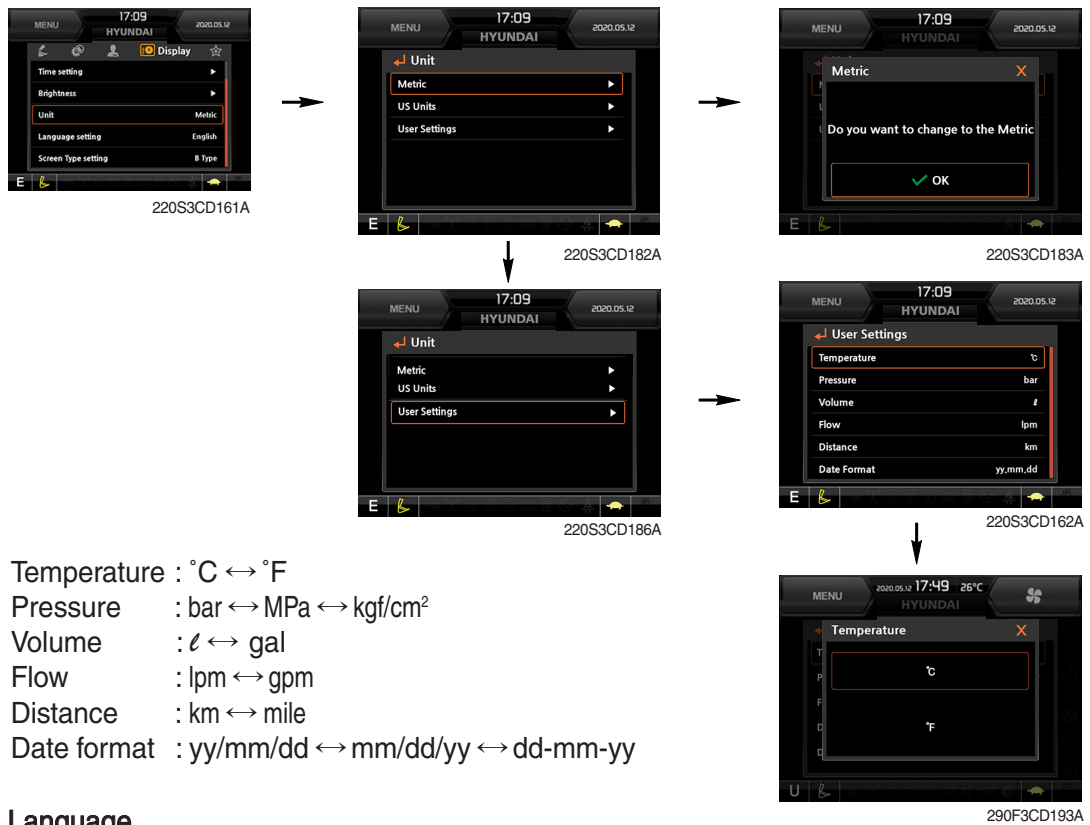 MENU
17:09
HYUNDAI
2020.05.12
Display
Time setting ▶
Brightness ▶
Unit Metric
Language setting English
Screen Type setting B Type
E
220S3CD161A
MENU
17:09
HYUNDAI
2020.05.12
Unit
Metric ▶
US Units ▶
User Settings ▶
E
220S3CD182A
MENU
17:09
HYUNDAI
2020.05.12
Metric X
Do you want to change to the Metric
OK
E
220S3CD183A
MENU
17:09
HYUNDAI
2020.05.12
Unit
Metric ▶
US Units ▶
User Settings ▶
E
220S3CD186A
MENU
17:09
HYUNDAI
2020.05.12
User Settings
Temperature ℃
Pressure bar
Volume ℓ
Flow lpm
Distance km
Date Format yy,mm,dd
E
220S3CD162A
Temperature : ˚C ↔ ˚F
Pressure : bar ↔ MPa ↔ kgf/cm²
Volume : ℓ ↔ gal
Flow : lpm ↔ gpm
Distance : km ↔ mile
Date format : yy/mm/dd ↔ mm/dd/yy ↔ dd-mm-yy
MENU
2020.05.12 17:49 26°C
HYUNDAI
Temperature X
℃
℉
U
290F3CD193A
Language